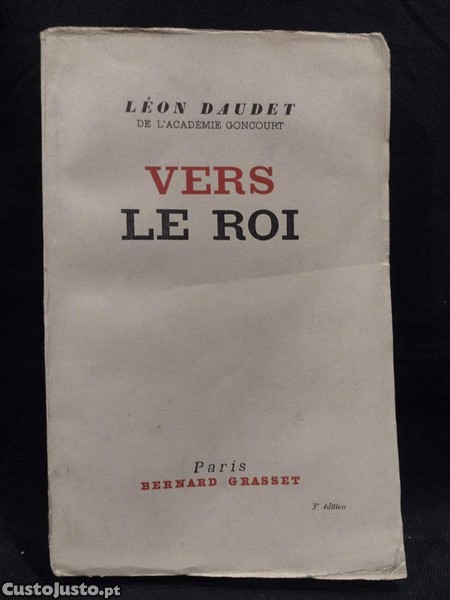 LÉON DAUDET
DE L'ACADÉMIE GONCOURT
VERS
LE ROI
Paris
BERNARD GRASSET
3e édition
CustoJusto.pt